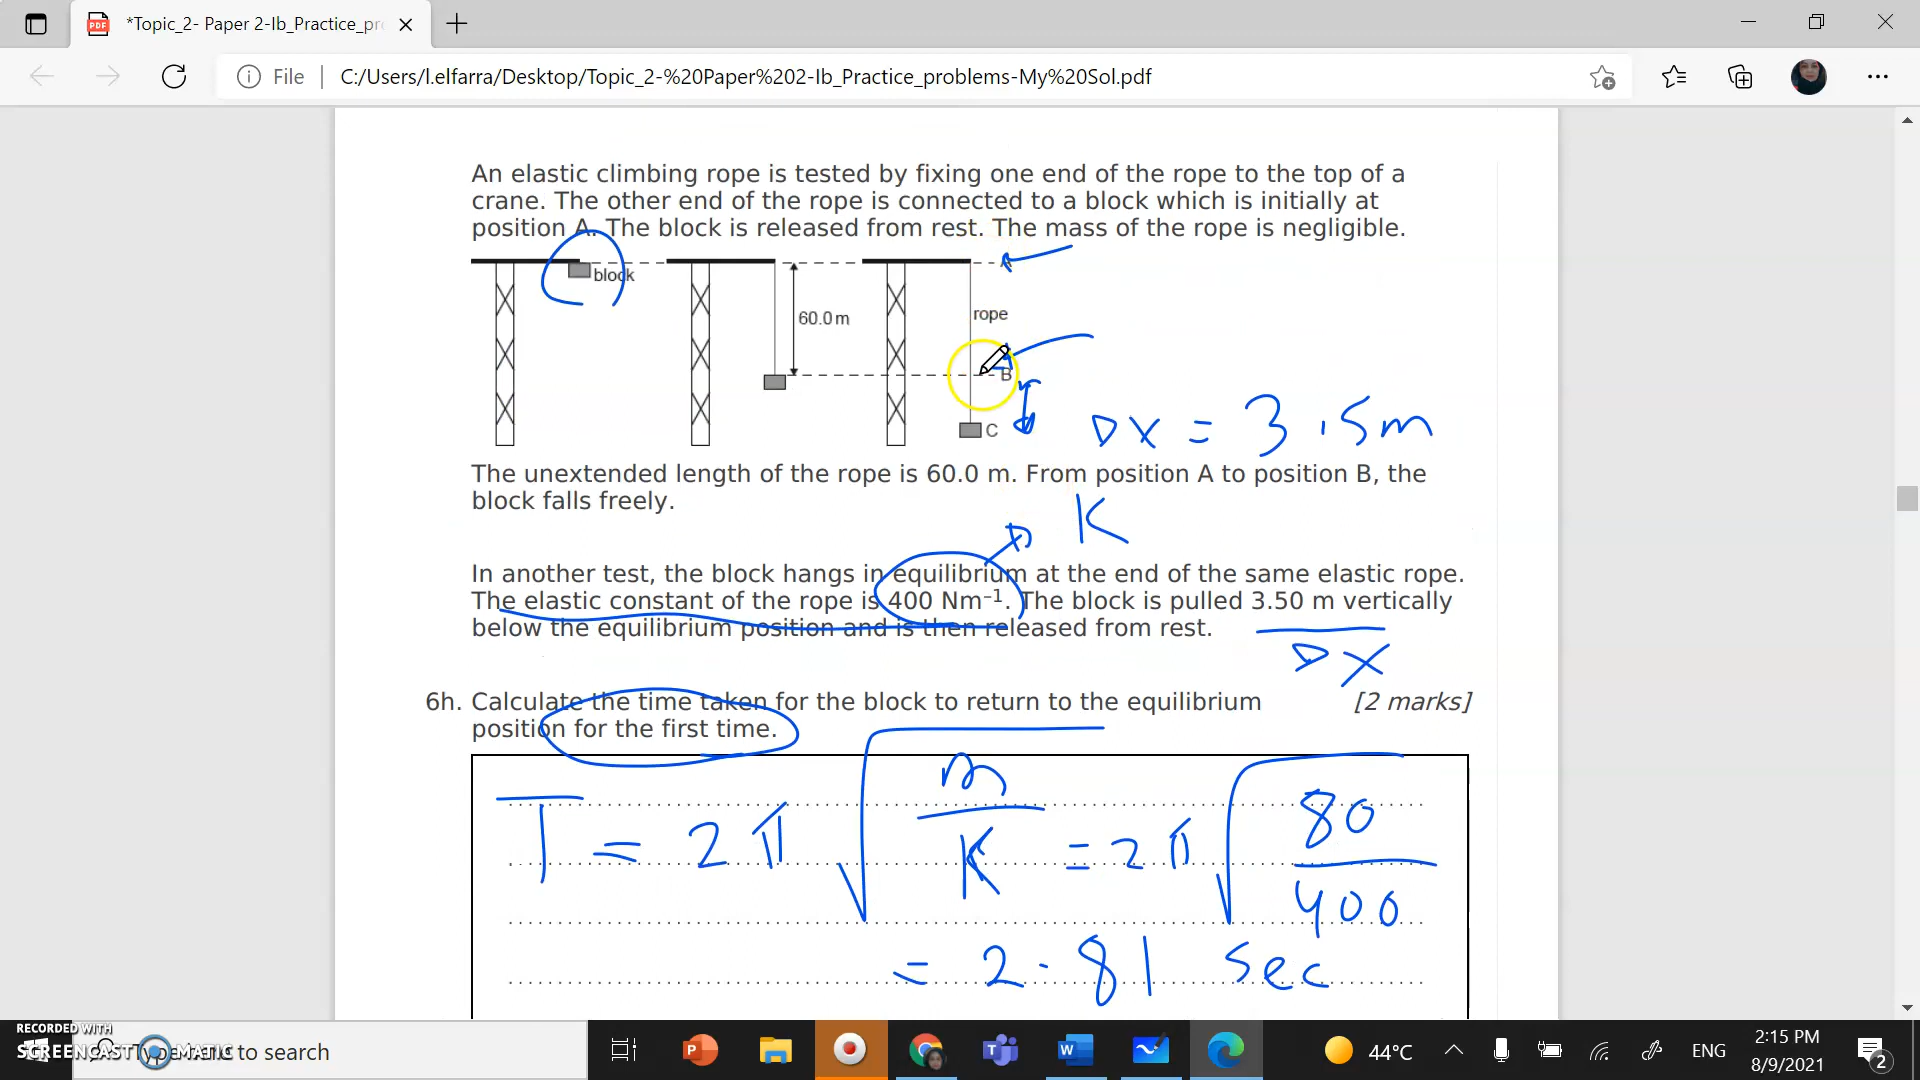 *Topic_2- Paper 2-Ib_Practice_pr
File
C:/Users/l.elfarra/Desktop/Topic_2-%20Paper%202-Ib_Practice_problems-My%20Sol.pdf
An elastic climbing rope is tested by fixing one end of the rope to the top of a
crane. The other end of the rope is connected to a block which is initially at
position A. The block is released from rest. The mass of the rope is negligible.
block
60.0 m
rope
B
C
Δx = 3.5m
The unextended length of the rope is 60.0 m. From position A to position B, the
block falls freely.
K
In another test, the block hangs in equilibrium at the end of the same elastic rope.
The elastic constant of the rope is 400 Nm⁻¹. The block is pulled 3.50 m vertically
below the equilibrium position and is then released from rest.
Δx
6h. Calculate the time taken for the block to return to the equilibrium [2 marks]
position for the first time.
T = 2π √(m/K) = 2π √(80/400)
= 2.81 sec
RECORDED WITH
SCREENCAST MATIC
Type here to search
44°C
ENG
2:15 PM
8/9/2021
2